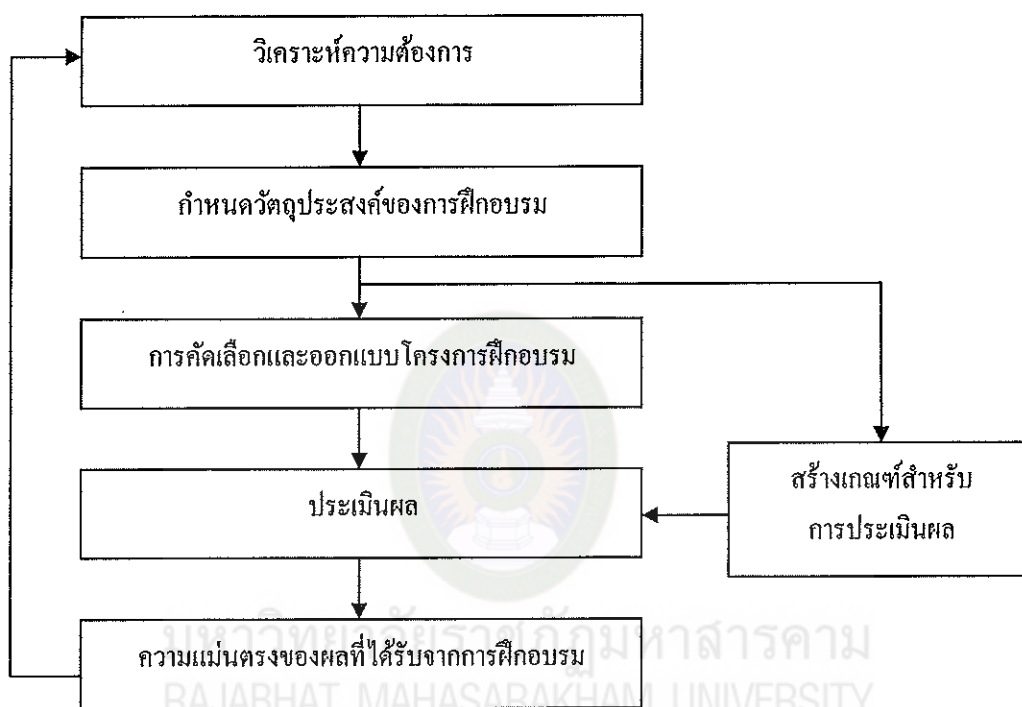 วิเคราะห์ความต้องการ
กำหนดวัตถุประสงค์ของการฝึกอบรม
การคัดเลือกและออกแบบโครงการฝึกอบรม
ประเมินผล
สร้างเกณฑ์สำหรับ
การประเมินผล
ความแม่นตรงของผลที่ได้รับจากการฝึกอบรม
มหาวิทยาลัยราชภัฏมหาสารคาม
RAJABHAT MAHASARAKHAM UNIVERSITY